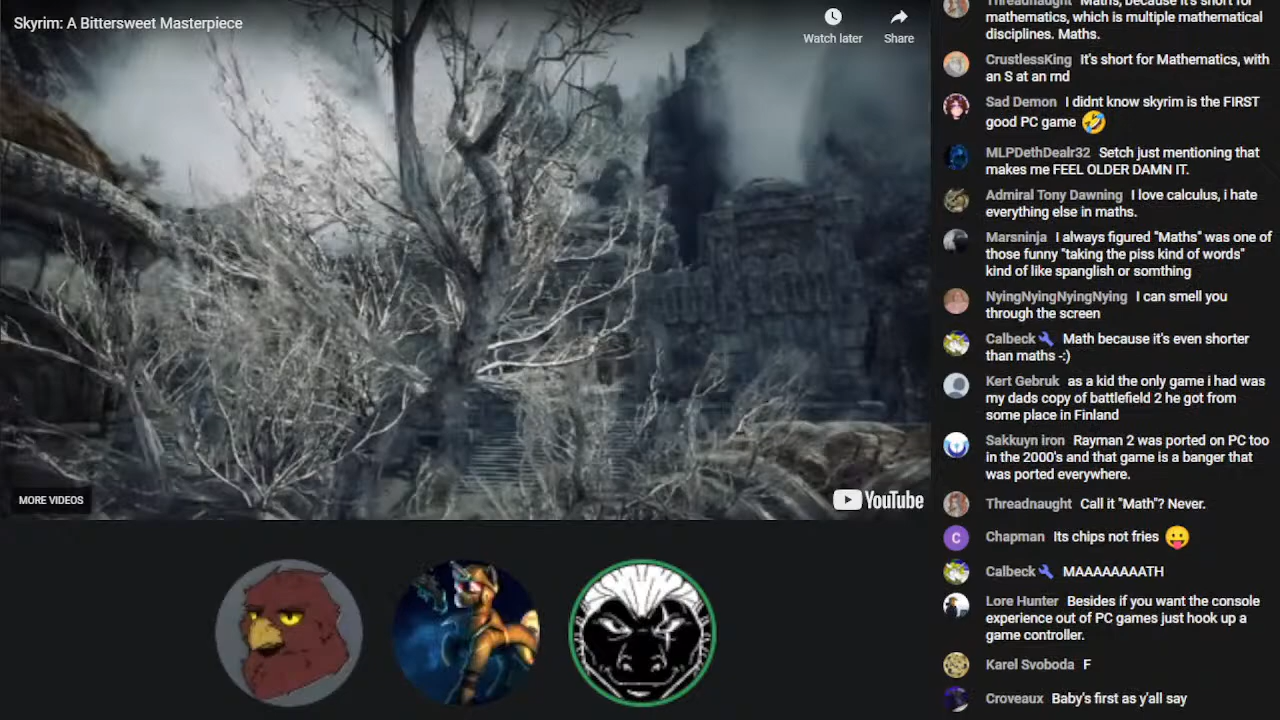 Skyrim: A Bittersweet Masterpiece
Watch later
Share
MORE VIDEOS
YouTube
Threadnaught Maths, because it's short for
mathematics, which is multiple mathematical
disciplines. Maths.
CrustlessKing It's short for Mathematics, with
an S at an rnd
Sad Demon I didnt know skyrim is the FIRST
good PC game 🤣
MLPDethDealr32 Setch just mentioning that
makes me FEEL OLDER DAMN IT.
Admiral Tony Dawning I love calculus, i hate
everything else in maths.
Marsninja I always figured "Maths" was one of
those funny "taking the piss kind of words"
kind of like spanglish or somthing
NyingNyingNyingNying I can smell you
through the screen
Calbeck Math because it's even shorter
than maths -:)
Kert Gebruk as a kid the only game i had was
my dads copy of battlefield 2 he got from
some place in Finland
Sakkuyn iron Rayman 2 was ported on PC too
in the 2000's and that game is a banger that
was ported everywhere.
Threadnaught Call it "Math"? Never.
C
Chapman Its chips not fries 😛
Calbeck MAAAAAAATH
Lore Hunter Besides if you want the console
experience out of PC games just hook up a
game controller.
Karel Svoboda F
Croveaux Baby's first as y'all say